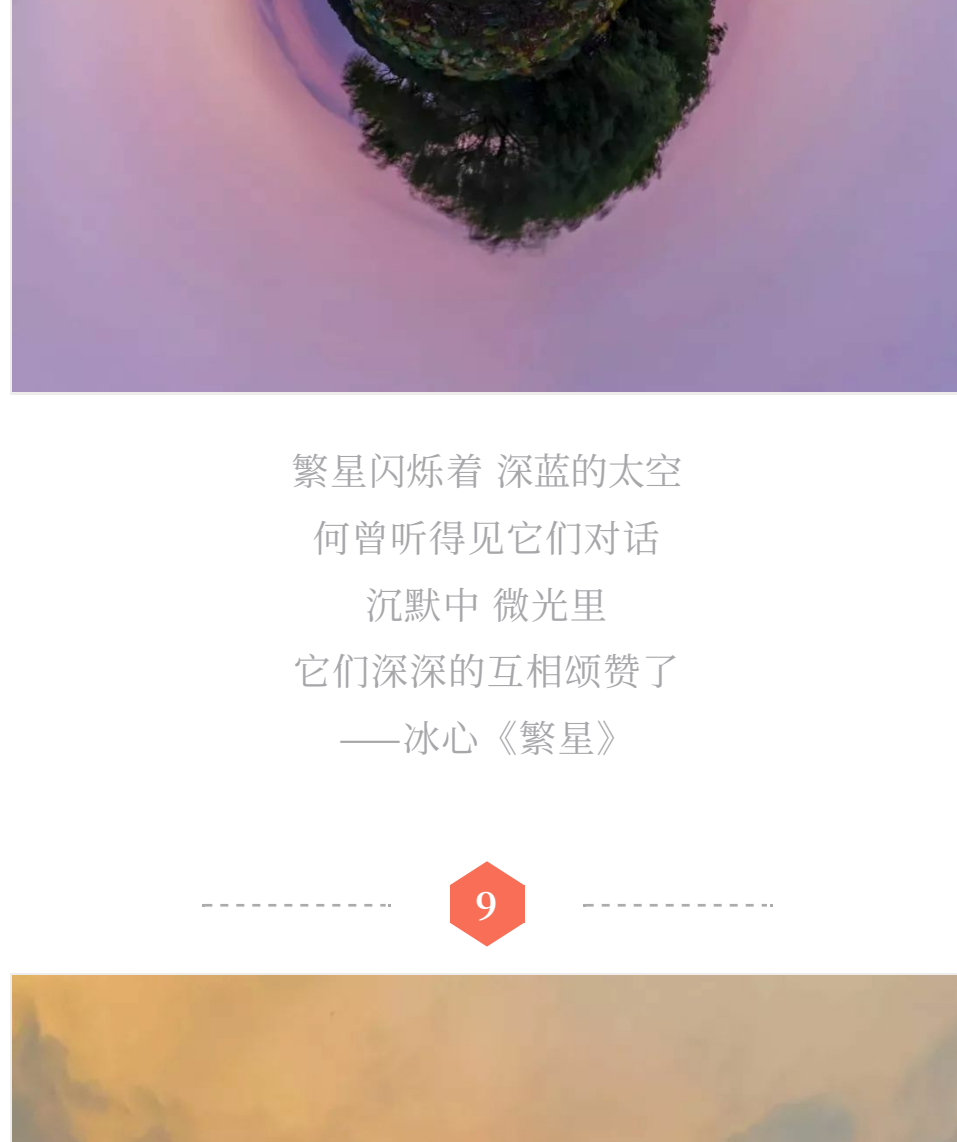 繁星闪烁着 深蓝的太空
何曾听得见它们对话
沉默中 微光里
它们深深的互相颂赞了
——冰心《繁星》
9